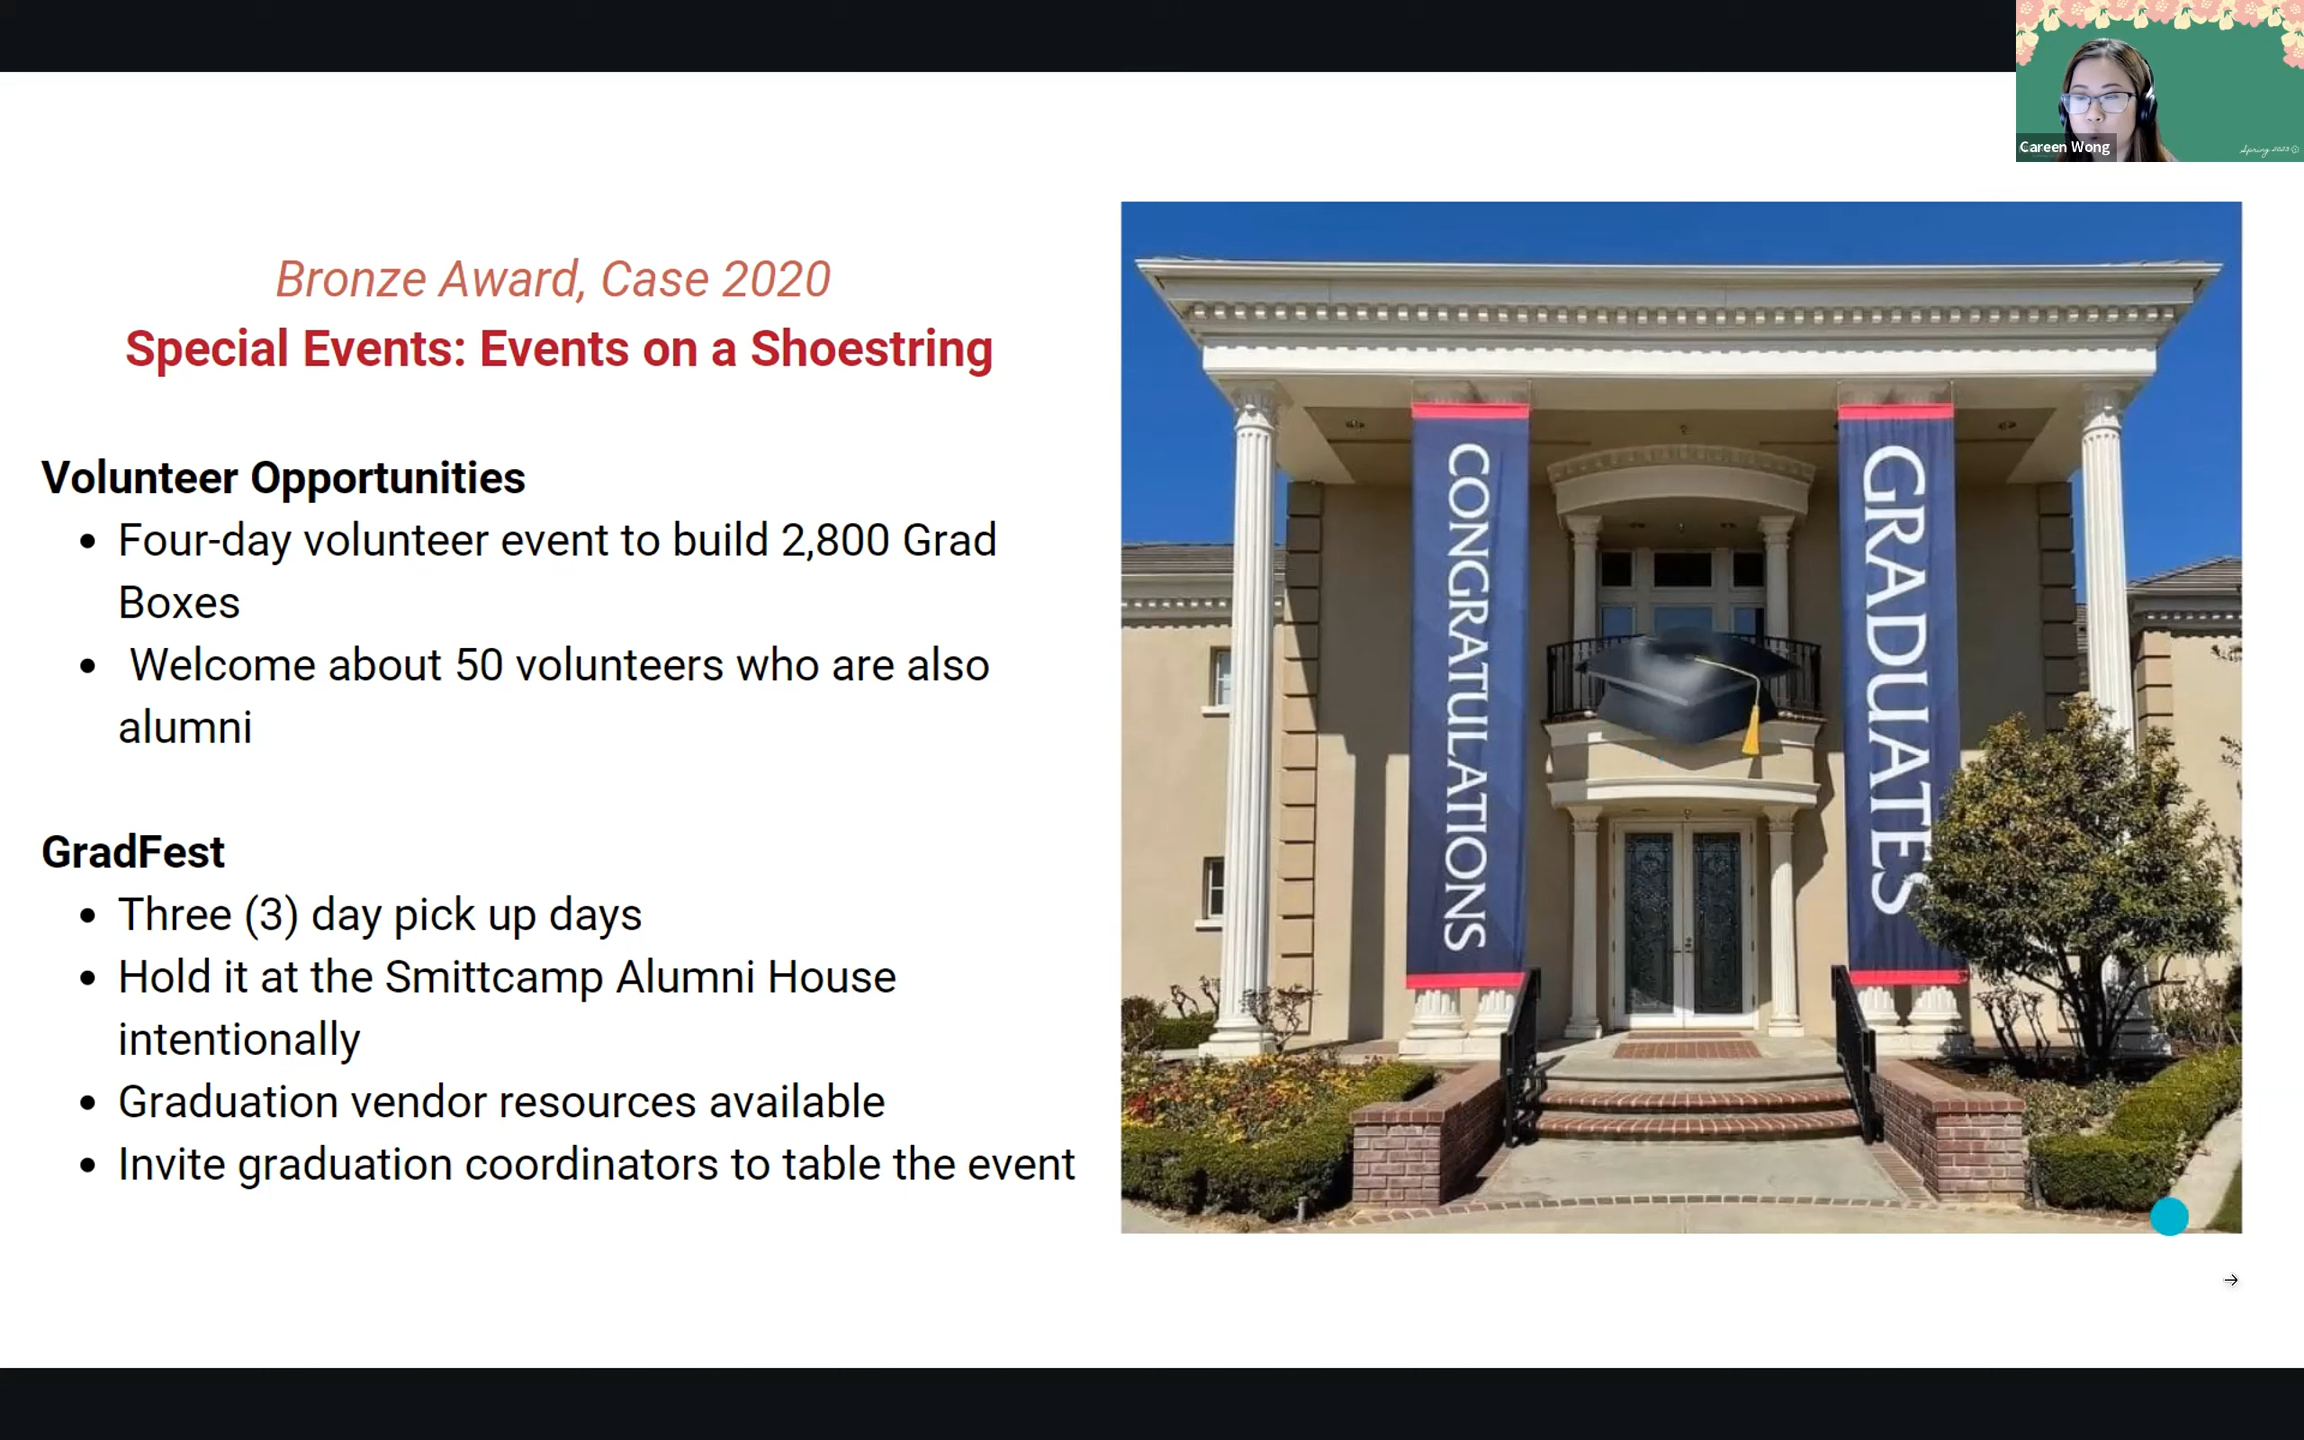 Careen Wong
Spring 2023
Bronze Award, Case 2020
Special Events: Events on a Shoestring
Volunteer Opportunities
• Four-day volunteer event to build 2,800 Grad
Boxes
• Welcome about 50 volunteers who are also
alumni
GradFest
• Three (3) day pick up days
• Hold it at the Smittcamp Alumni House
intentionally
• Graduation vendor resources available
• Invite graduation coordinators to table the event
CONGRATULATIONS
GRADUATES